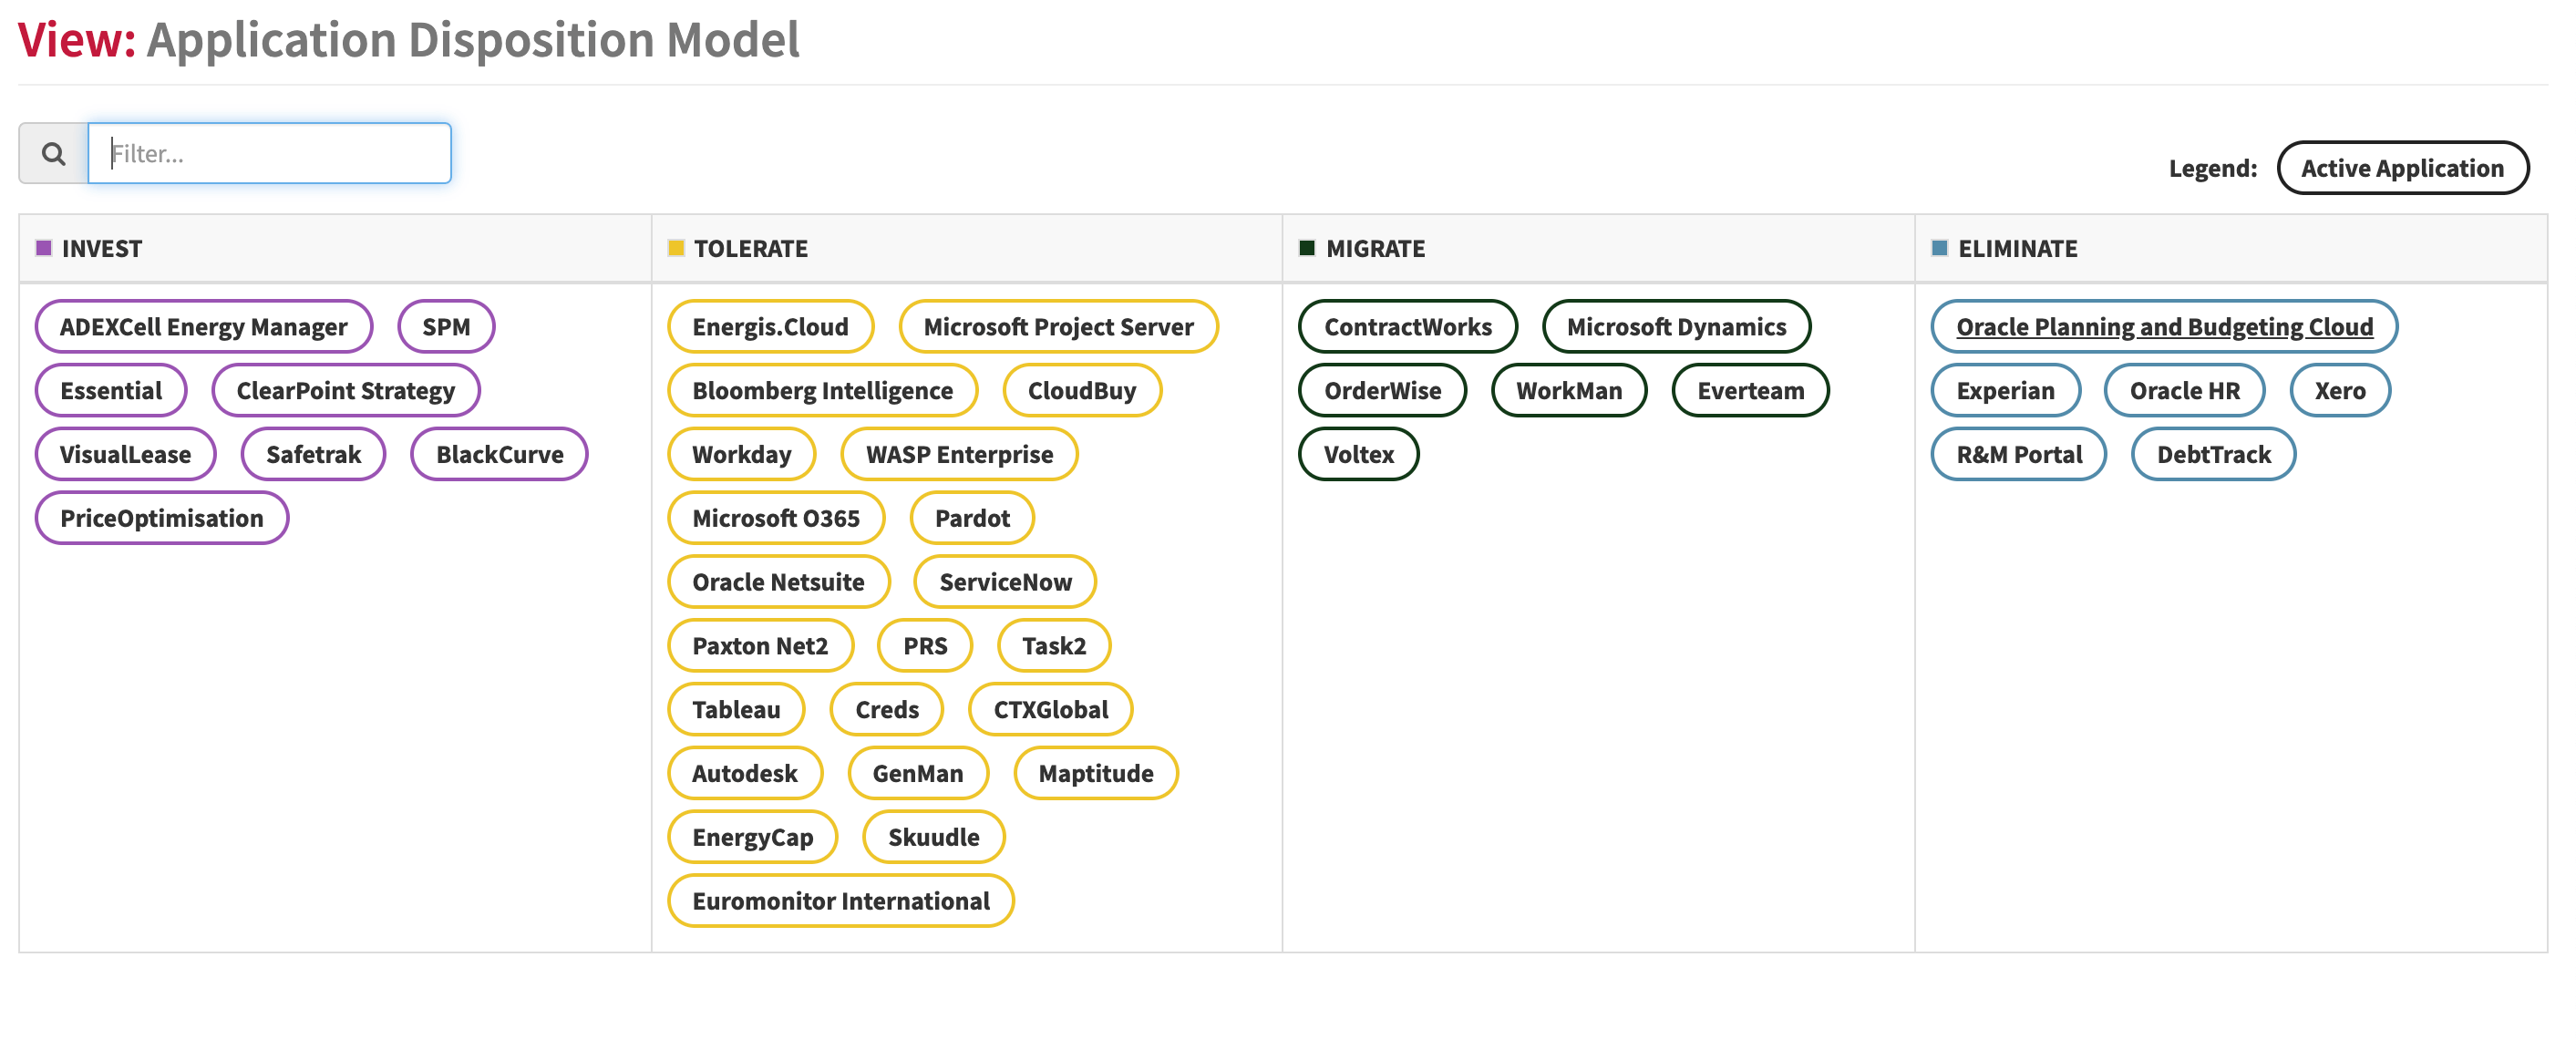 View: Application Disposition Model
Filter...
Legend: Active Application
INVEST
ADEXCell Energy Manager SPM
Essential ClearPoint Strategy
VisualLease Safetrak BlackCurve
PriceOptimisation
TOLERATE
Energis.Cloud Microsoft Project Server
Bloomberg Intelligence CloudBuy
Workday WASP Enterprise
Microsoft O365 Pardot
Oracle Netsuite ServiceNow
Paxton Net2 PRS Task2
Tableau Creds CTXGlobal
Autodesk GenMan Maptitude
EnergyCap Skuudle
Euromonitor International
MIGRATE
ContractWorks Microsoft Dynamics
OrderWise WorkMan Everteam
Voltex
ELIMINATE
Oracle Planning and Budgeting Cloud
Experian Oracle HR Xero
R&M Portal DebtTrack